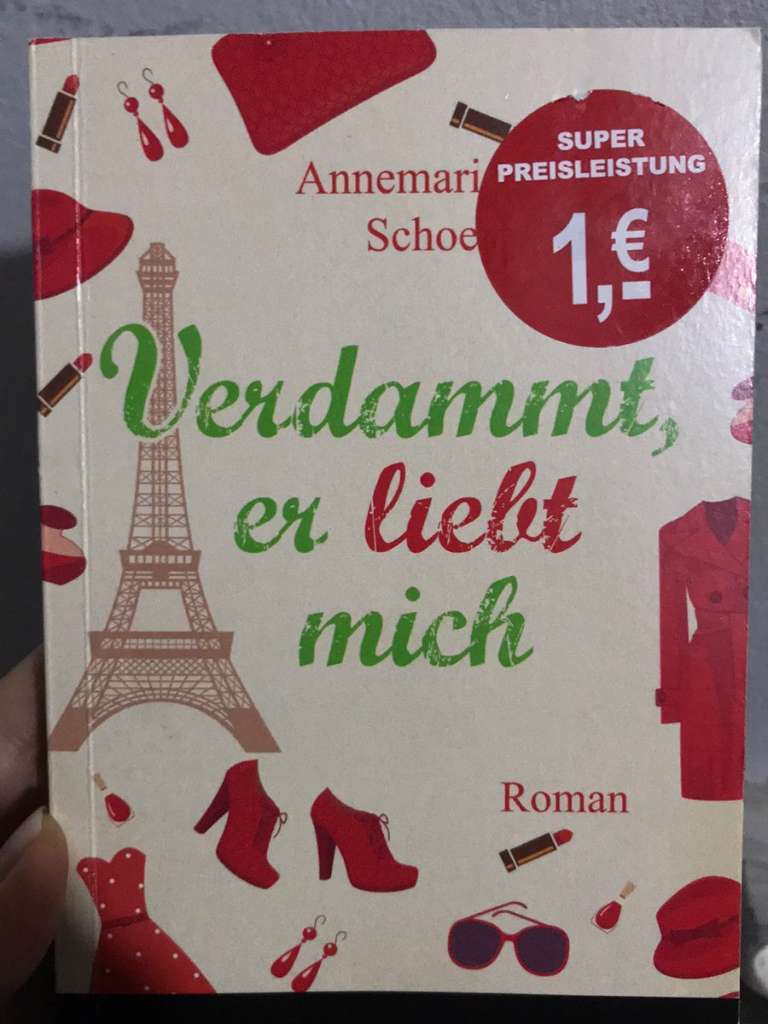 Annemari
Schoe
SUPER
PREISLEISTUNG
1,-€
Verdammt,
er liebt
mich
Roman